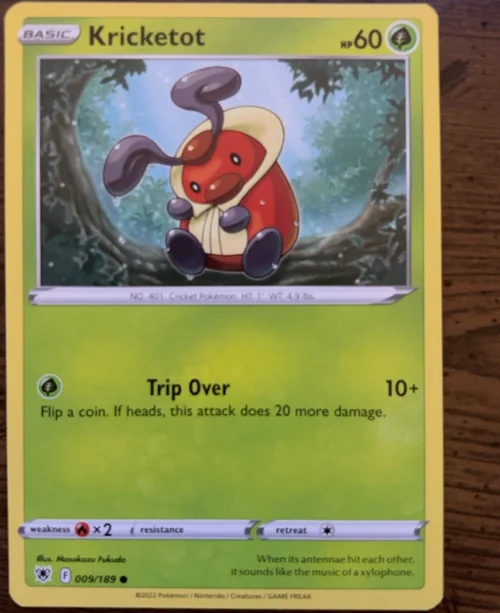 BASIC Kricketot HP60
NO. 401 Cricket Pokémon HT: 1' WT: 4.9 lbs.
Trip Over 10+
Flip a coin. If heads, this attack does 20 more damage.
weakness ×2 resistance retreat
Illus. Masakazu Fukuda
When its antennae hit each other,
it sounds like the music of a xylophone.
F 009/189
©2022 Pokémon / Nintendo / Creatures / GAME FREAK